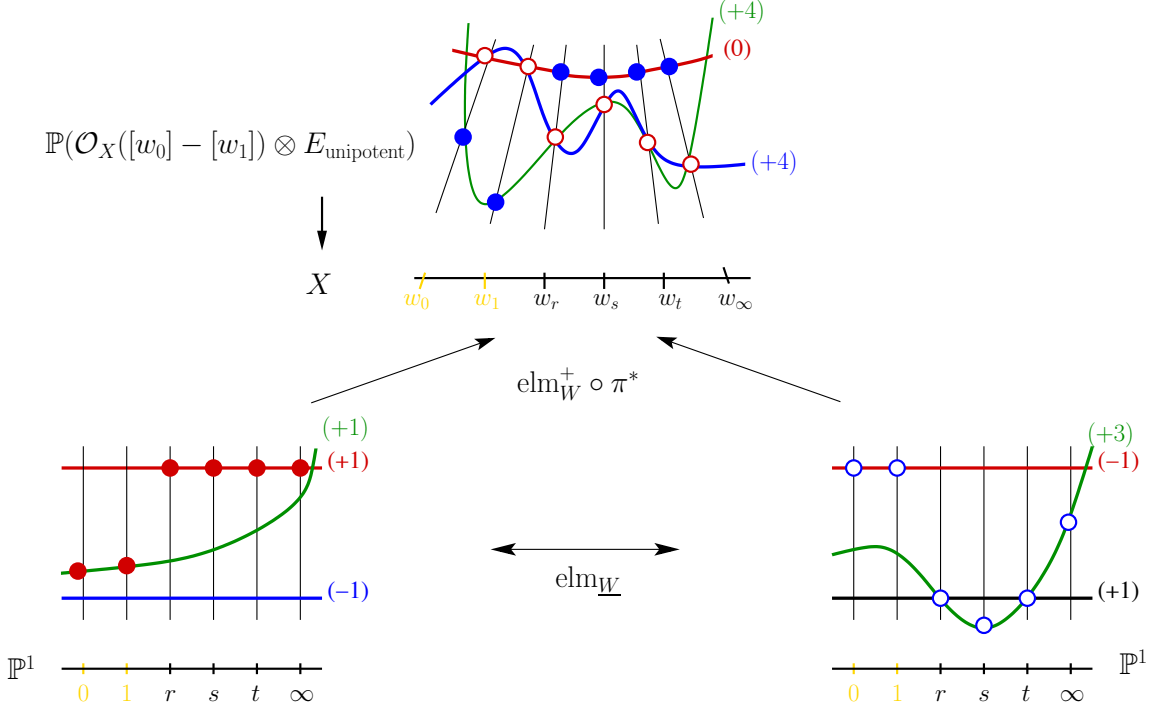 (+4)
(0)
ℙ(𝒪_X([w_0] − [w_1]) ⊗ E_unipotent)
(+4)
X
w_0 w_1 w_r w_s w_t w_∞
elm_W^+ ∘ π^*
(+1)
(+1)
(−1)
ℙ^1
0 1 r s t ∞
elm_W
(+3)
(−1)
(+1)
ℙ^1
0 1 r s t ∞